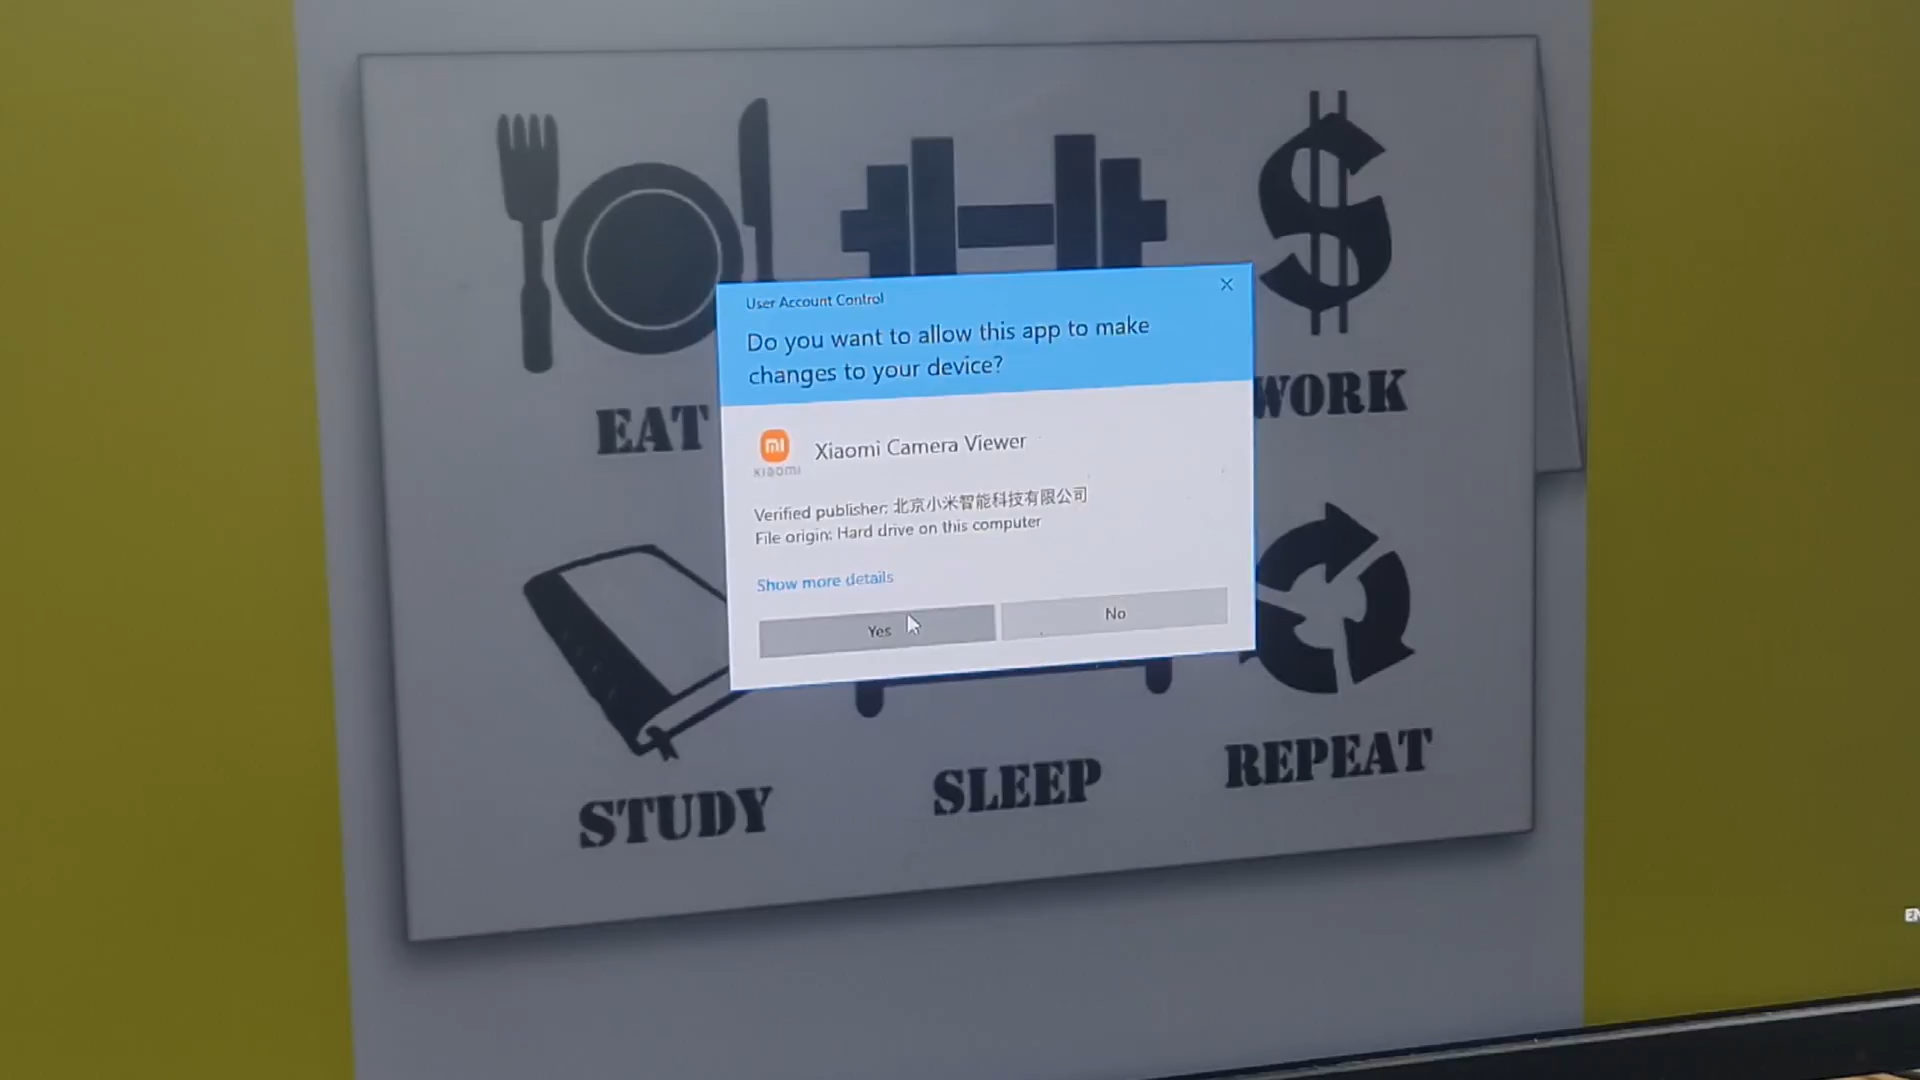 EAT
WORK
User Account Control
Do you want to allow this app to make
changes to your device?
mi
xiaomi
Xiaomi Camera Viewer
Verified publisher: 北京小米智能科技有限公司
File origin: Hard drive on this computer
Show more details
Yes
No
STUDY
SLEEP
REPEAT